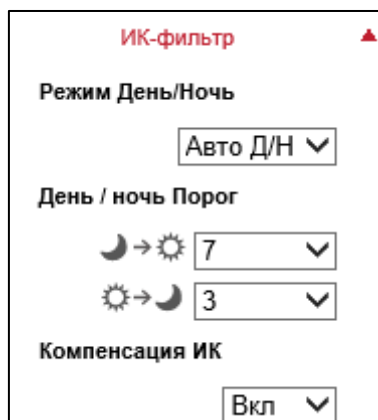 ИК-фильтр
Режим День/Ночь
Авто Д/Н
День / ночь Порог
7
3
Компенсация ИК
Вкл